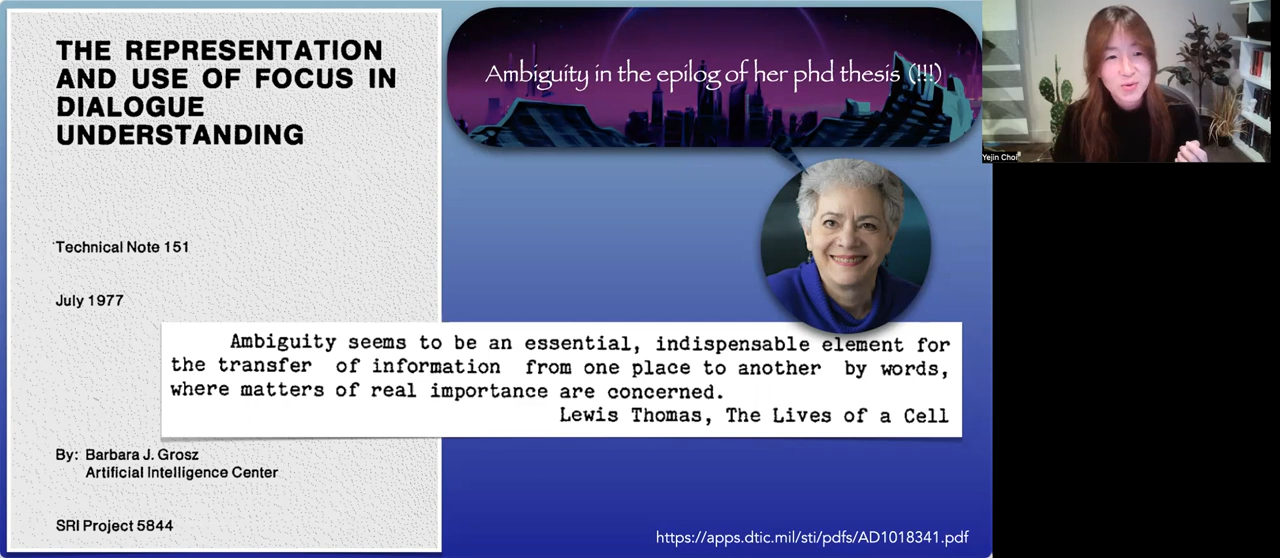 THE REPRESENTATION
AND USE OF FOCUS IN
DIALOGUE
UNDERSTANDING
Technical Note 151
July 1977
Ambiguity in the epilog of her phd thesis (!!!)
Yejin Choi
Ambiguity seems to be an essential, indispensable element for
the transfer of information from one place to another by words,
where matters of real importance are concerned.
Lewis Thomas, The Lives of a Cell
By: Barbara J. Grosz
Artificial Intelligence Center
SRI Project 5844
https://apps.dtic.mil/sti/pdfs/AD1018341.pdf